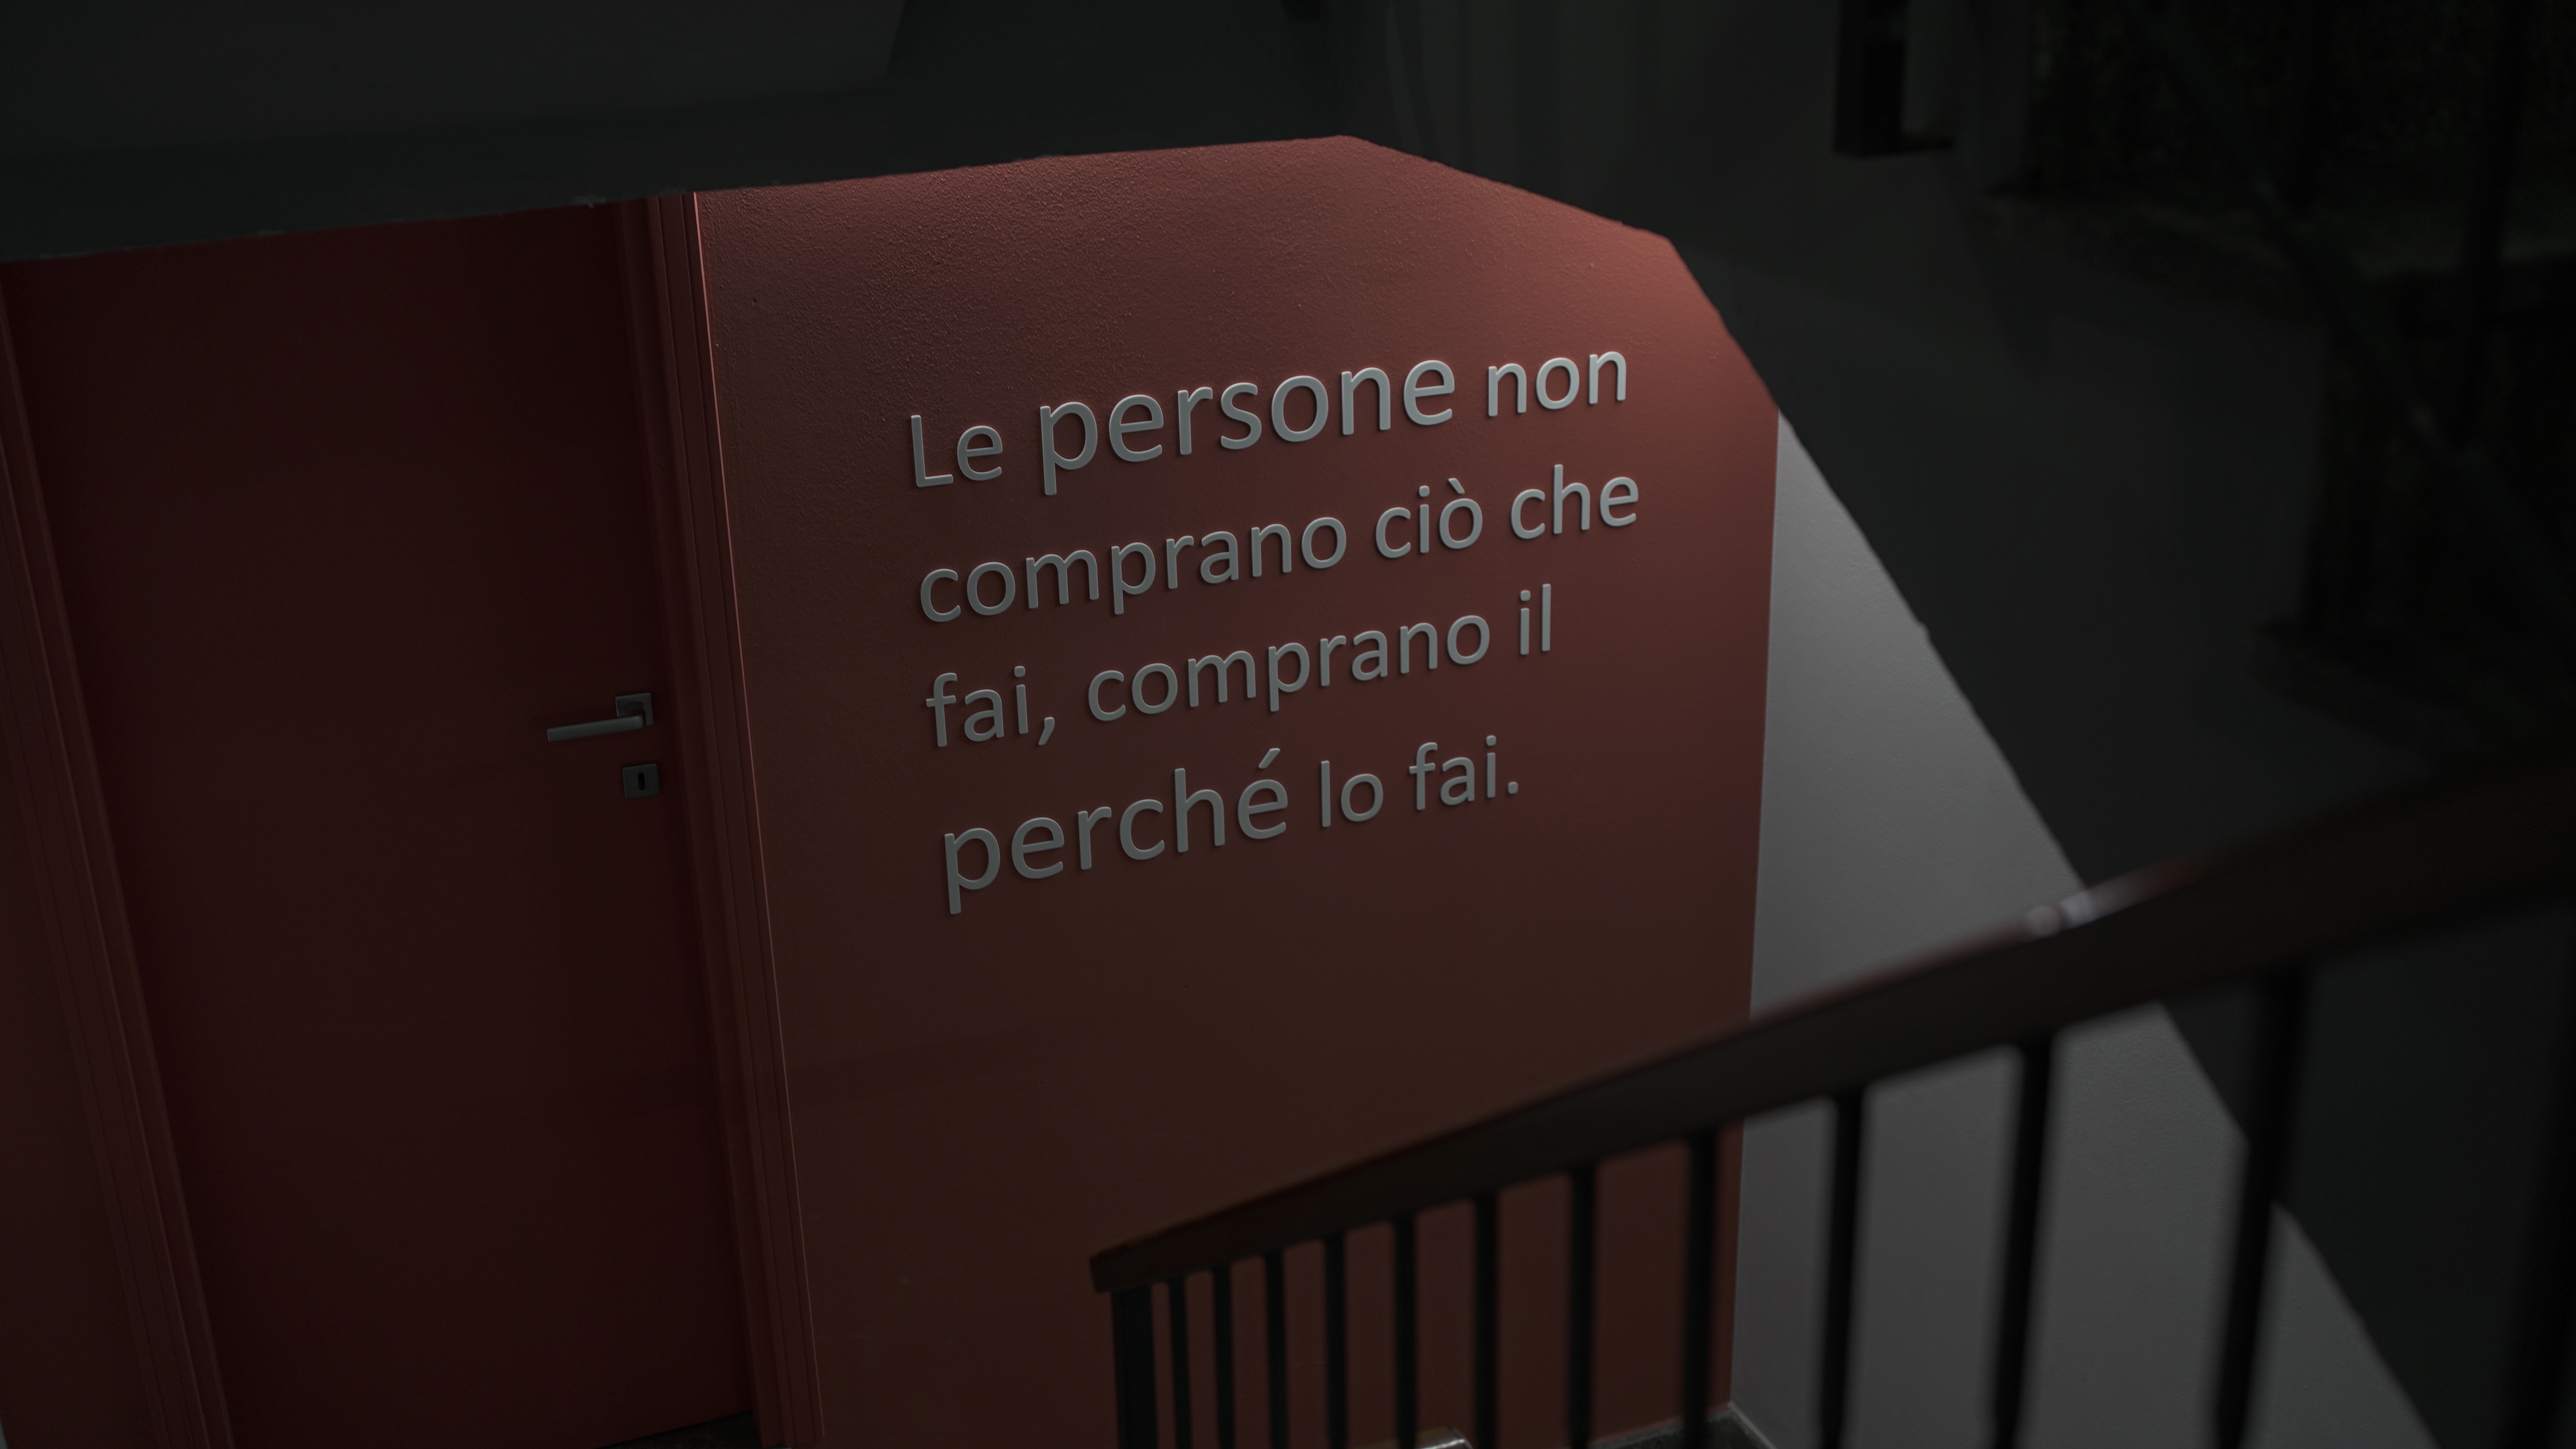 Le persone non
comprano ciò che
fai, comprano il
perché lo fai.